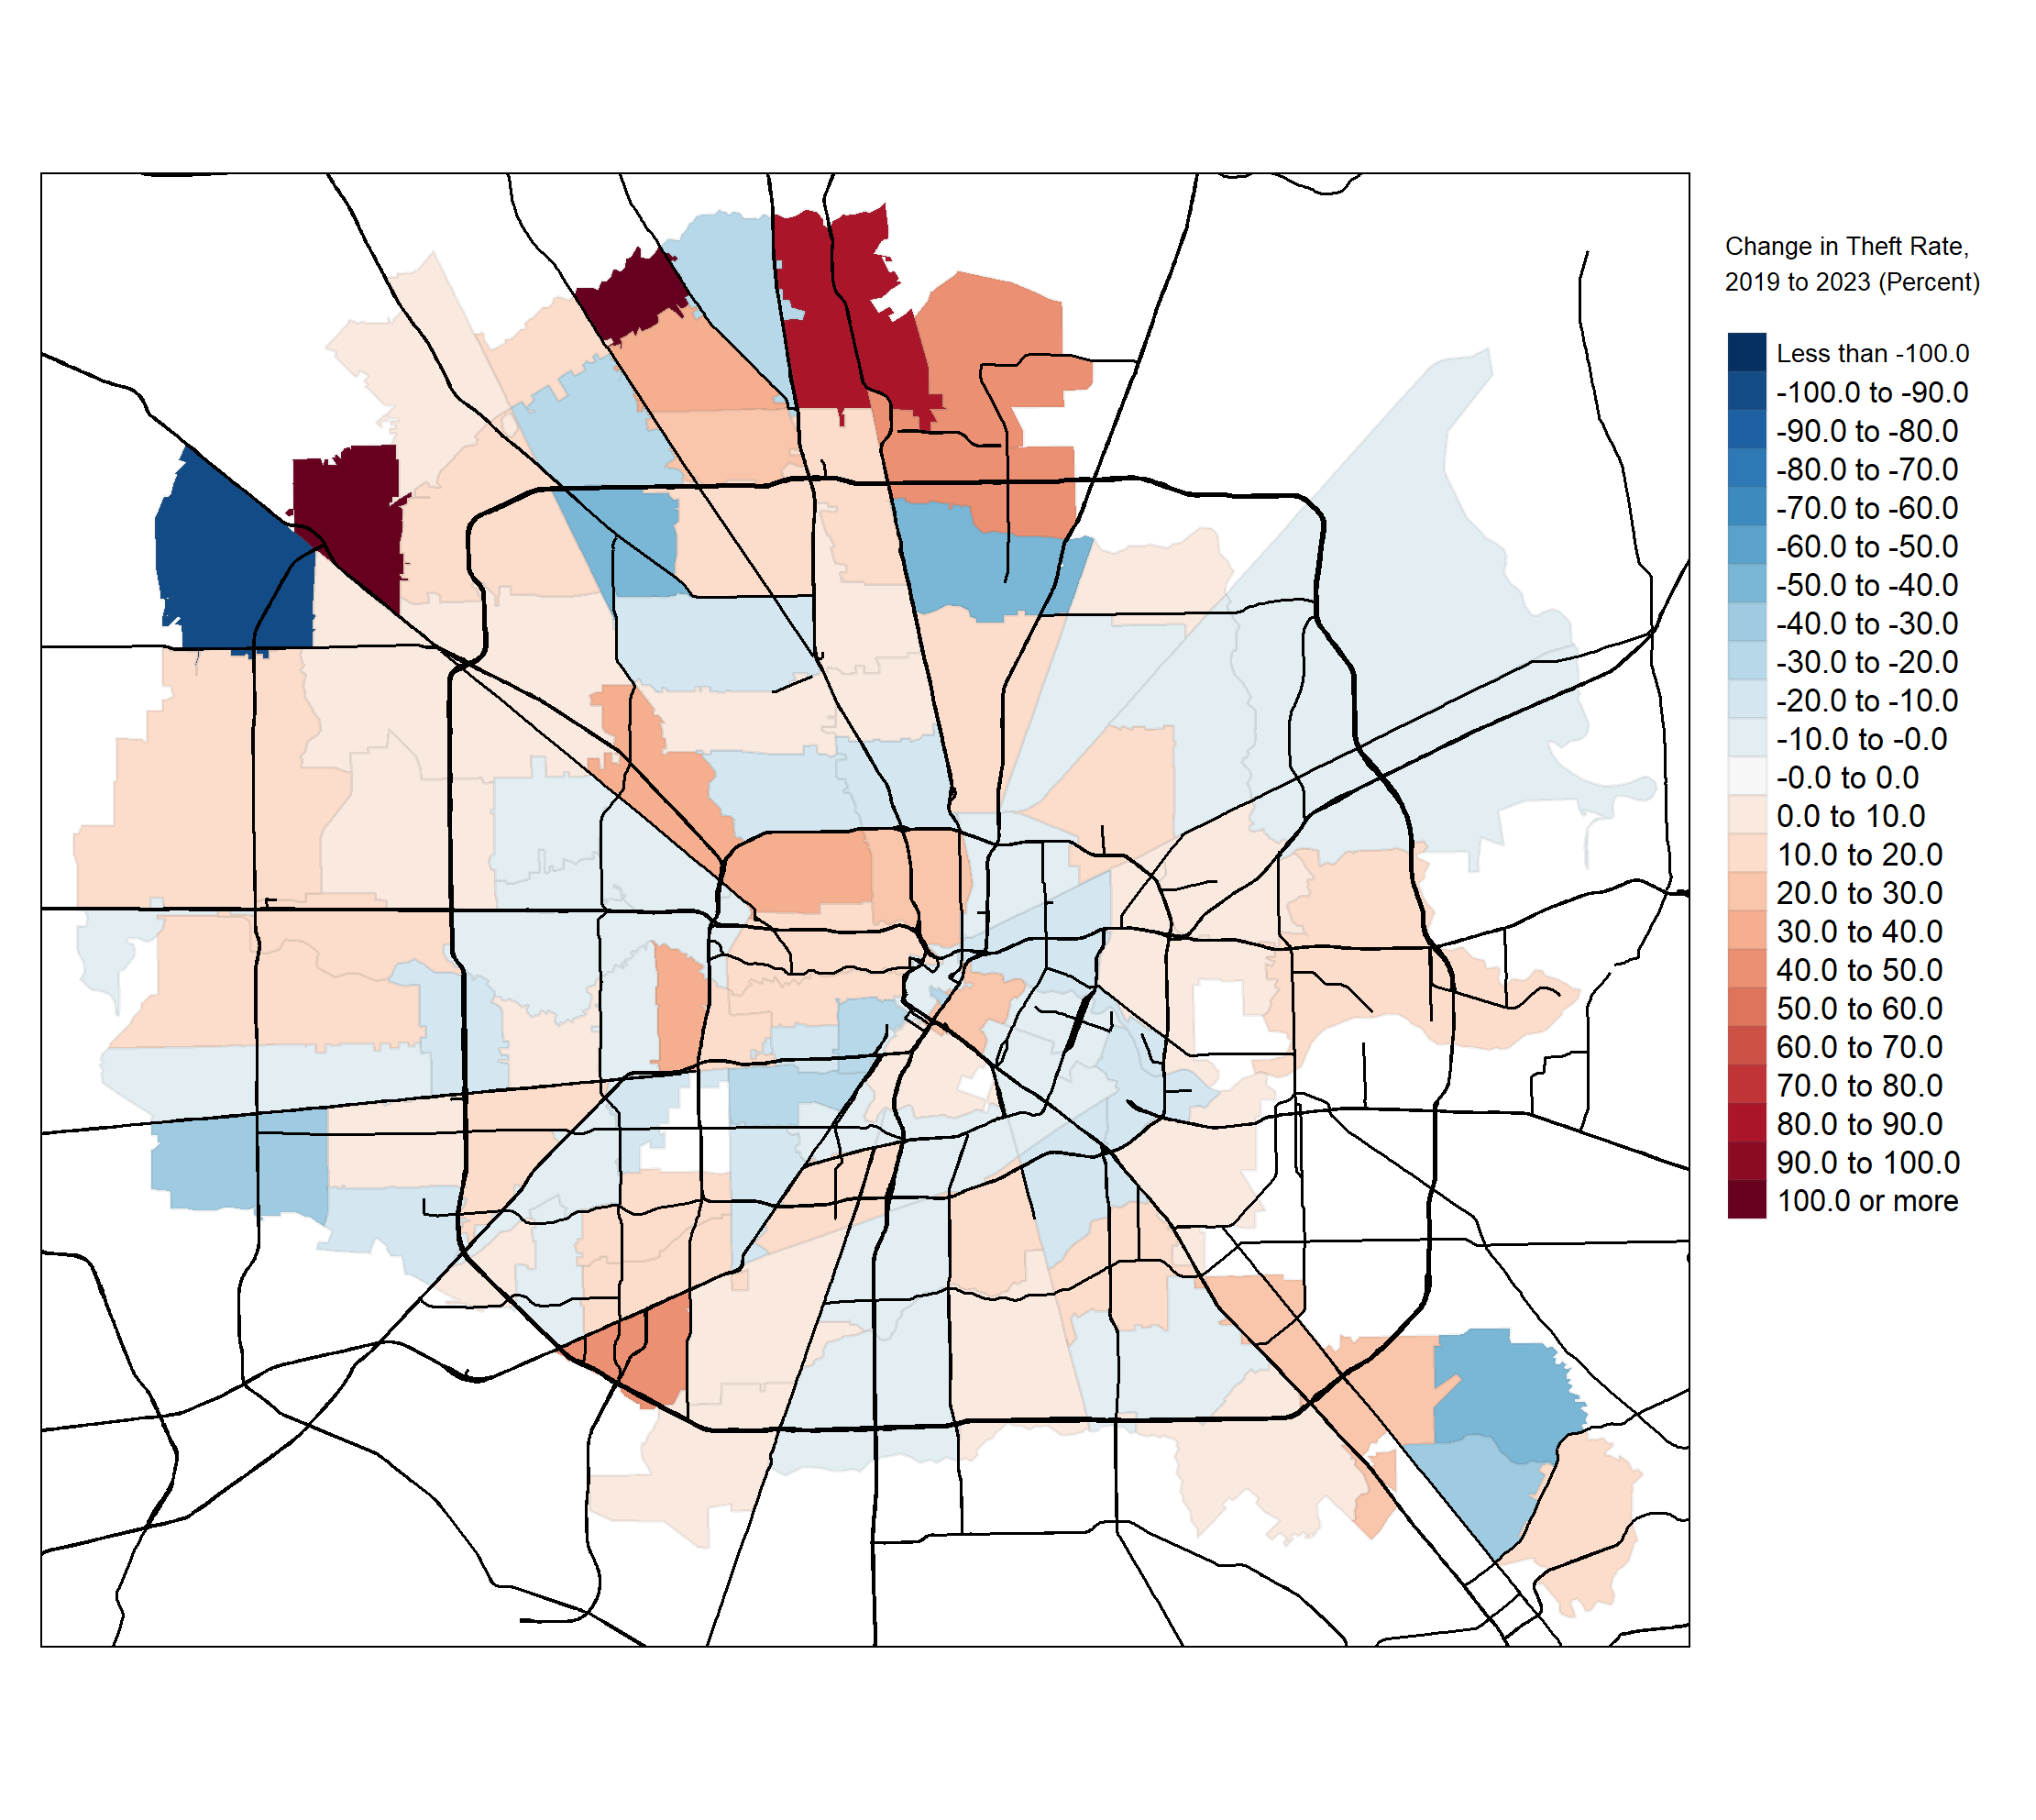 Change in Theft Rate,
2019 to 2023 (Percent)
Less than -100.0
-100.0 to -90.0
-90.0 to -80.0
-80.0 to -70.0
-70.0 to -60.0
-60.0 to -50.0
-50.0 to -40.0
-40.0 to -30.0
-30.0 to -20.0
-20.0 to -10.0
-10.0 to -0.0
-0.0 to 0.0
0.0 to 10.0
10.0 to 20.0
20.0 to 30.0
30.0 to 40.0
40.0 to 50.0
50.0 to 60.0
60.0 to 70.0
70.0 to 80.0
80.0 to 90.0
90.0 to 100.0
100.0 or more